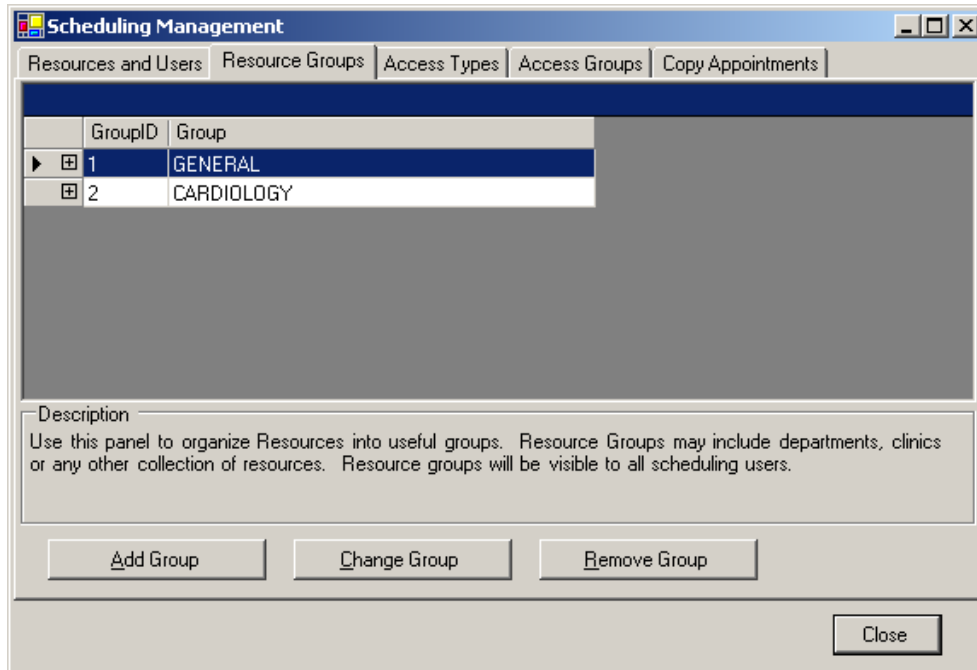 Scheduling Management
Resources and Users Resource Groups Access Types Access Groups Copy Appointments
GroupID Group
1 GENERAL
2 CARDIOLOGY
Description
Use this panel to organize Resources into useful groups. Resource Groups may include departments, clinics
or any other collection of resources. Resource groups will be visible to all scheduling users.
Add Group Change Group Remove Group
Close